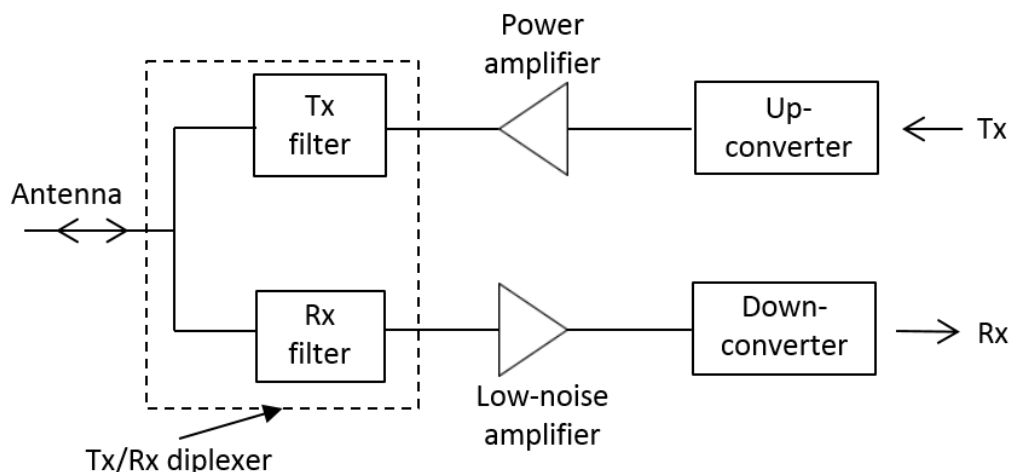 Power
amplifier
Tx
filter
Up-
converter
Tx
Antenna
Rx
filter
Down-
converter
Rx
Low-noise
amplifier
Tx/Rx diplexer